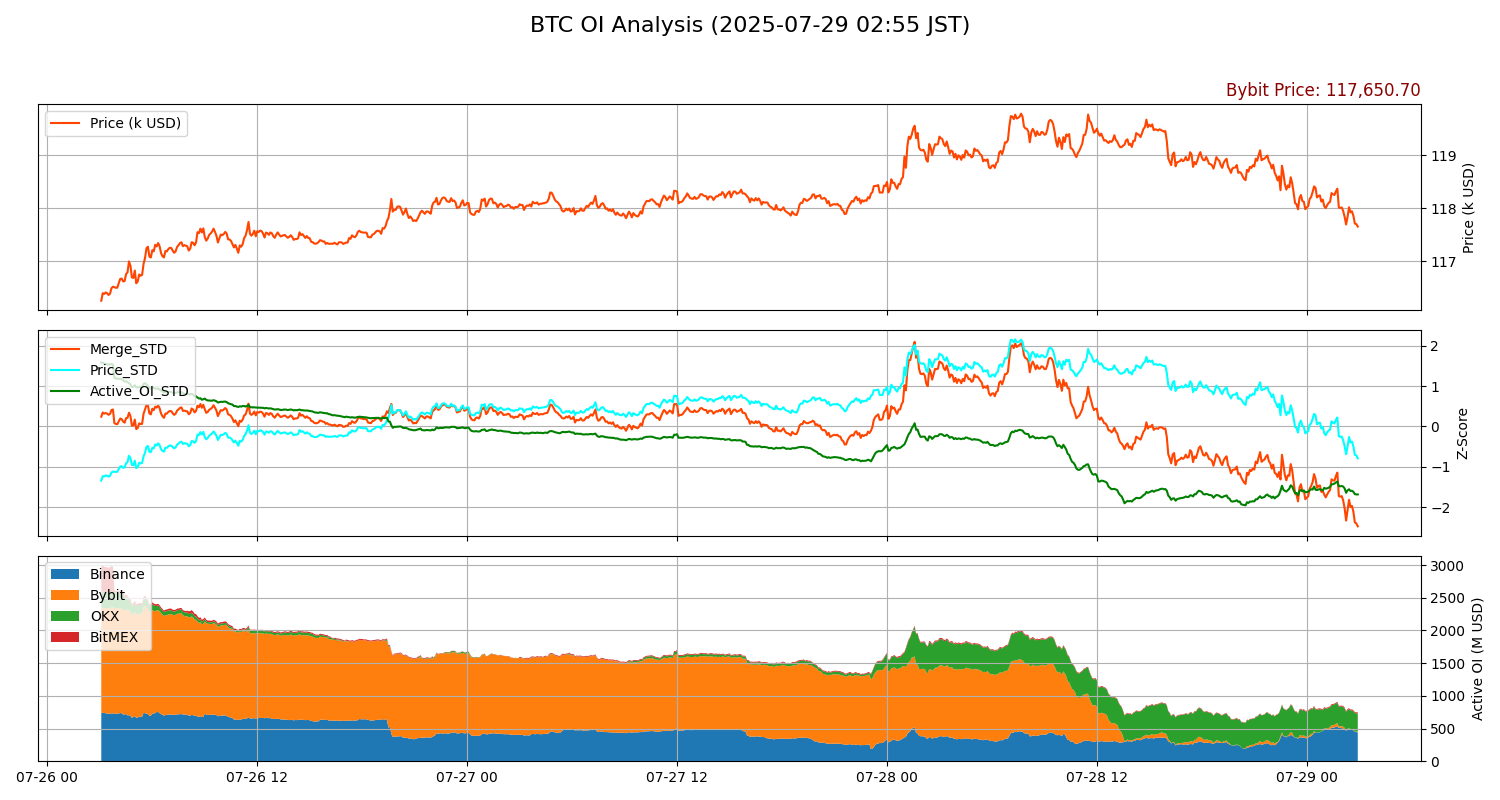 BTC OI Analysis (2025-07-29 02:55 JST)
Bybit Price: 117,650.70
Price (k USD)
119
118
117
Price (k USD)
Merge_STD
Price_STD
Active_OI_STD
2
1
0
−1
−2
Z-Score
Binance
Bybit
OKX
BitMEX
3000
2500
2000
1500
1000
500
0
Active OI (M USD)
07-26 00
07-26 12
07-27 00
07-27 12
07-28 00
07-28 12
07-29 00